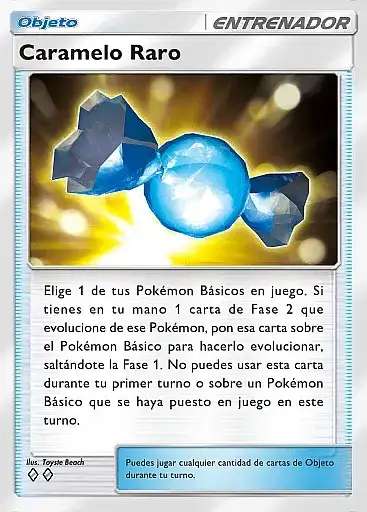 Objeto
ENTRENADOR
Caramelo Raro
Elige 1 de tus Pokémon Básicos en juego. Si
tienes en tu mano 1 carta de Fase 2 que
evolucione de ese Pokémon, pon esa carta sobre
el Pokémon Básico para hacerlo evolucionar,
saltándote la Fase 1. No puedes usar esta carta
durante tu primer turno o sobre un Pokémon
Básico que se haya puesto en juego en este
turno.
Ilus. Toyste Beach
Puedes jugar cualquier cantidad de cartas de Objeto
durante tu turno.